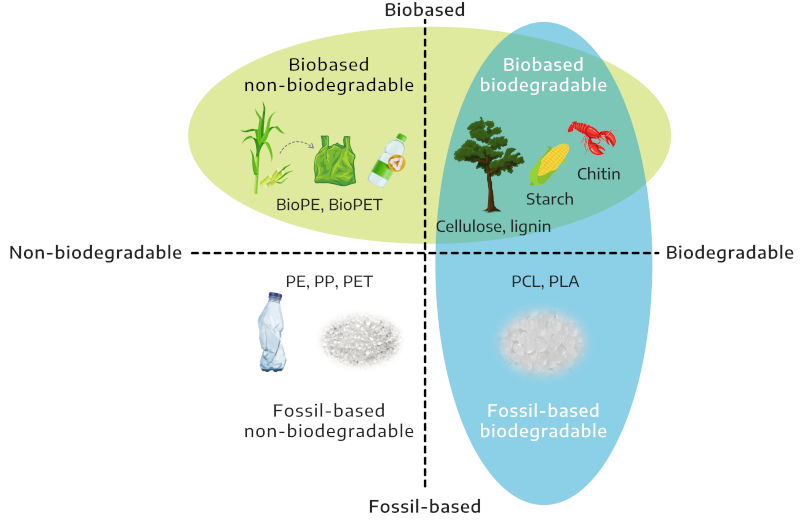 Biobased
Biobased
non-biodegradable
Biobased
biodegradable
Chitin
Starch
BioPE, BioPET
Cellulose, lignin
Non-biodegradable
Biodegradable
PE, PP, PET
PCL, PLA
Fossil-based
non-biodegradable
Fossil-based
biodegradable
Fossil-based